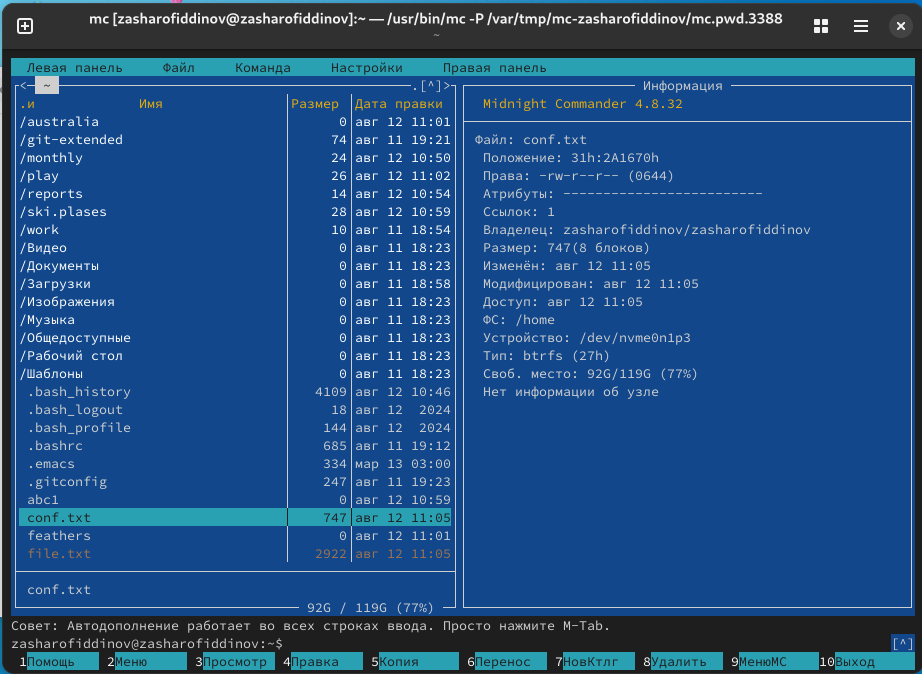 mc [zasharofiddinov@zasharofiddinov]:~ — /usr/bin/mc -P /var/tmp/mc-zasharofiddinov/mc.pwd.3388
~
Левая панель Файл Команда Настройки Правая панель
<─ ~ .[^]>
.и Имя Размер Дата правки
/australia 0 авг 12 11:01
/git-extended 74 авг 11 19:21
/monthly 24 авг 12 10:50
/play 26 авг 12 11:02
/reports 14 авг 12 10:54
/ski.plases 28 авг 12 10:59
/work 10 авг 11 18:54
/Видео 0 авг 11 18:23
/Документы 0 авг 11 18:23
/Загрузки 0 авг 11 18:58
/Изображения 0 авг 11 18:23
/Музыка 0 авг 11 18:23
/Общедоступные 0 авг 11 18:23
/Рабочий стол 0 авг 11 18:23
/Шаблоны 0 авг 11 18:23
.bash_history 4109 авг 12 10:46
.bash_logout 18 авг 12 2024
.bash_profile 144 авг 12 2024
.bashrc 685 авг 11 19:12
.emacs 334 мар 13 03:00
.gitconfig 247 авг 11 19:23
abc1 0 авг 12 10:59
conf.txt 747 авг 12 11:05
feathers 0 авг 12 11:01
file.txt 2922 авг 12 11:05
conf.txt
92G / 119G (77%)
Информация
Midnight Commander 4.8.32
Файл: conf.txt
Положение: 31h:2A1670h
Права: -rw-r--r-- (0644)
Атрибуты: -------------------------
Ссылок: 1
Владелец: zasharofiddinov/zasharofiddinov
Размер: 747(8 блоков)
Изменён: авг 12 11:05
Модифицирован: авг 12 11:05
Доступ: авг 12 11:05
ФС: /home
Устройство: /dev/nvme0n1p3
Тип: btrfs (27h)
Своб. место: 92G/119G (77%)
Нет информации об узле
Совет: Автодополнение работает во всех строках ввода. Просто нажмите M-Tab.
zasharofiddinov@zasharofiddinov:~$ [^]
1Помощь 2Меню 3Просмотр 4Правка 5Копия 6Перенос 7НовКтлг 8Удалить 9МенюMC 10Выход